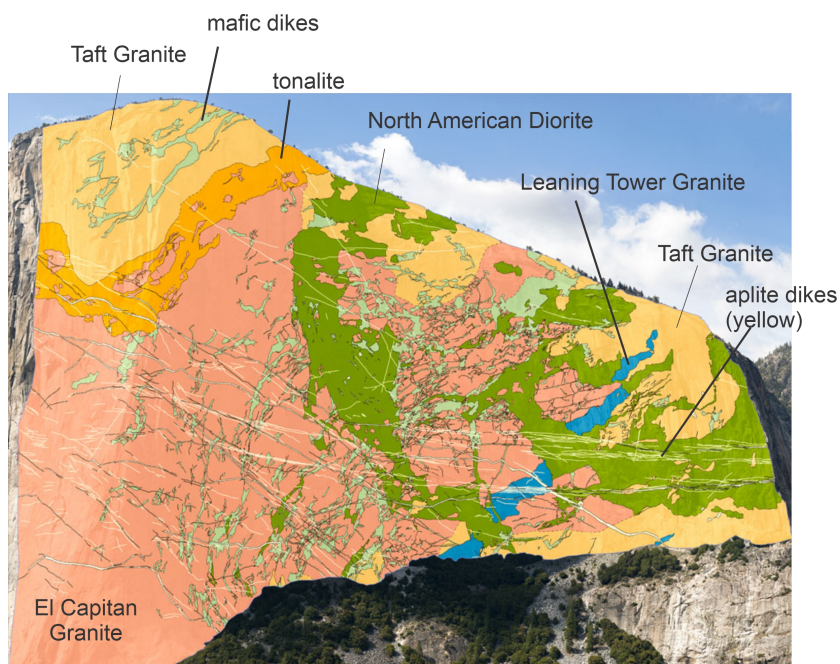 mafic dikes
Taft Granite
tonalite
North American Diorite
Leaning Tower Granite
Taft Granite
aplite dikes
(yellow)
El Capitan
Granite